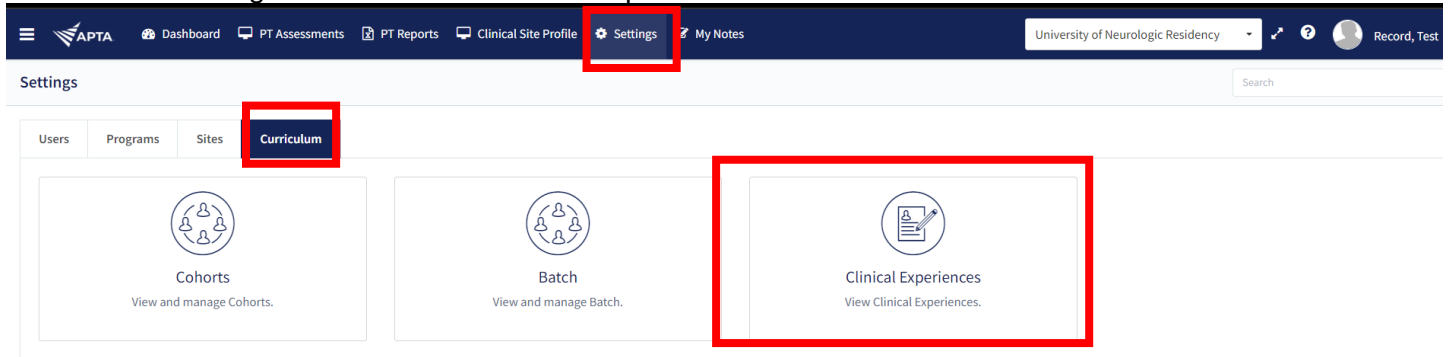 APTA Dashboard PT Assessments PT Reports Clinical Site Profile Settings My Notes University of Neurologic Residency Record, Test
Settings Search
Users Programs Sites Curriculum
Cohorts Batch Clinical Experiences
View and manage Cohorts. View and manage Batch. View Clinical Experiences.